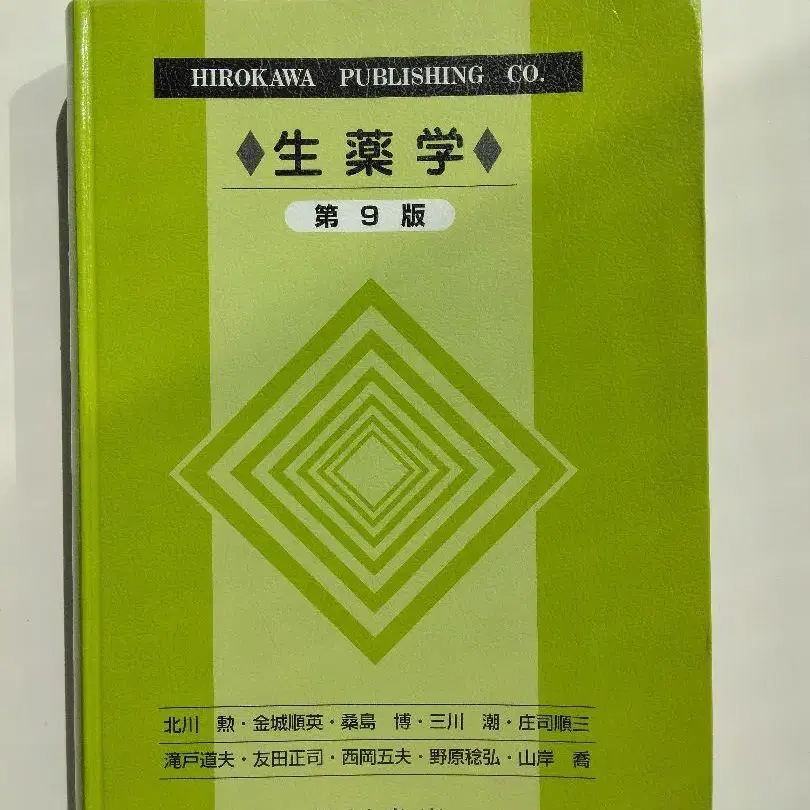 HIROKAWA PUBLISHING CO.
◆生薬学◆
第9版
北川 勲・金城順英・桑島 博・三川 潮・庄司順三
滝戸道夫・友田正司・西岡五夫・野原稔弘・山岸 喬